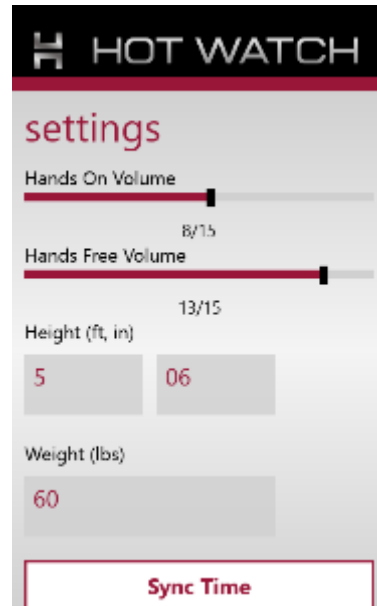 HOT WATCH
settings
Hands On Volume
8/15
Hands Free Volume
13/15
Height (ft, in)
5 06
Weight (lbs)
60
Sync Time